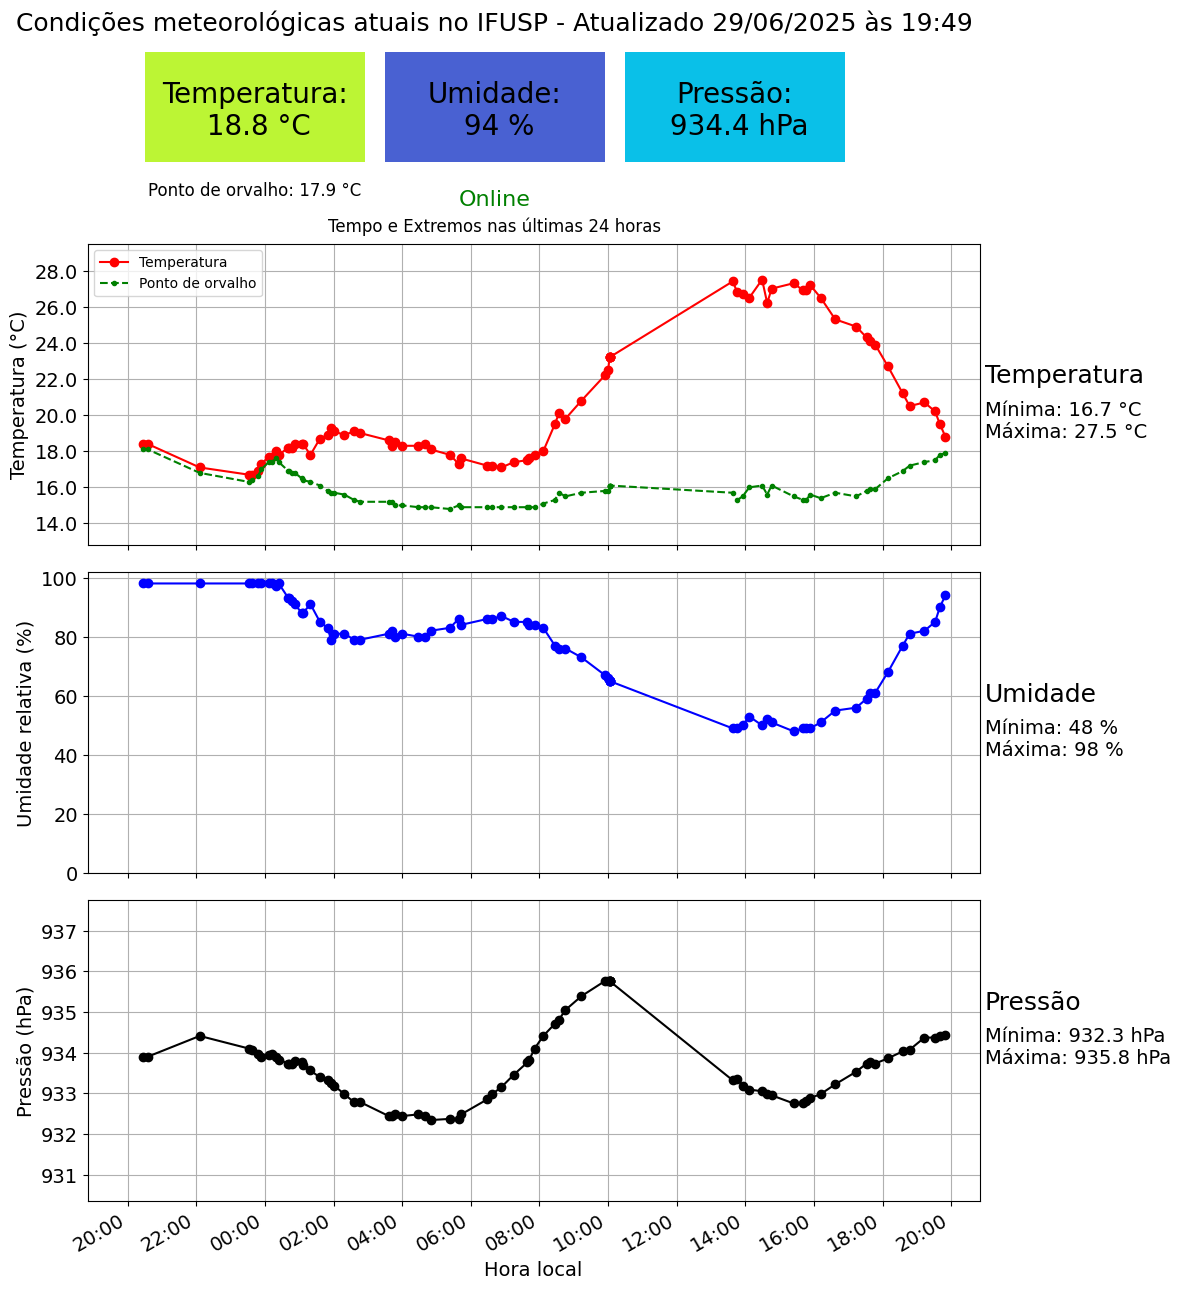 Condições meteorológicas atuais no IFUSP - Atualizado 29/06/2025 às 19:49
Temperatura:
18.8 °C
Umidade:
94 %
Pressão:
934.4 hPa
Ponto de orvalho: 17.9 °C
Online
Tempo e Extremos nas últimas 24 horas
Temperatura
Ponto de orvalho
28.0
26.0
24.0
22.0
20.0
18.0
16.0
14.0
Temperatura (°C)
Temperatura
Mínima: 16.7 °C
Máxima: 27.5 °C
100
80
60
40
20
0
Umidade relativa (%)
Umidade
Mínima: 48 %
Máxima: 98 %
937
936
935
934
933
932
931
Pressão (hPa)
Pressão
Mínima: 932.3 hPa
Máxima: 935.8 hPa
20:00
22:00
00:00
02:00
04:00
06:00
08:00
10:00
12:00
14:00
16:00
18:00
20:00
Hora local